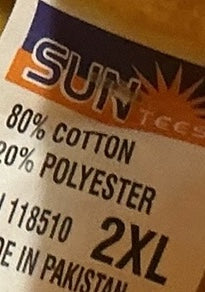 SUN
TEES
80% COTTON
20% POLYESTER
118510 2XL
DE IN PAKISTAN